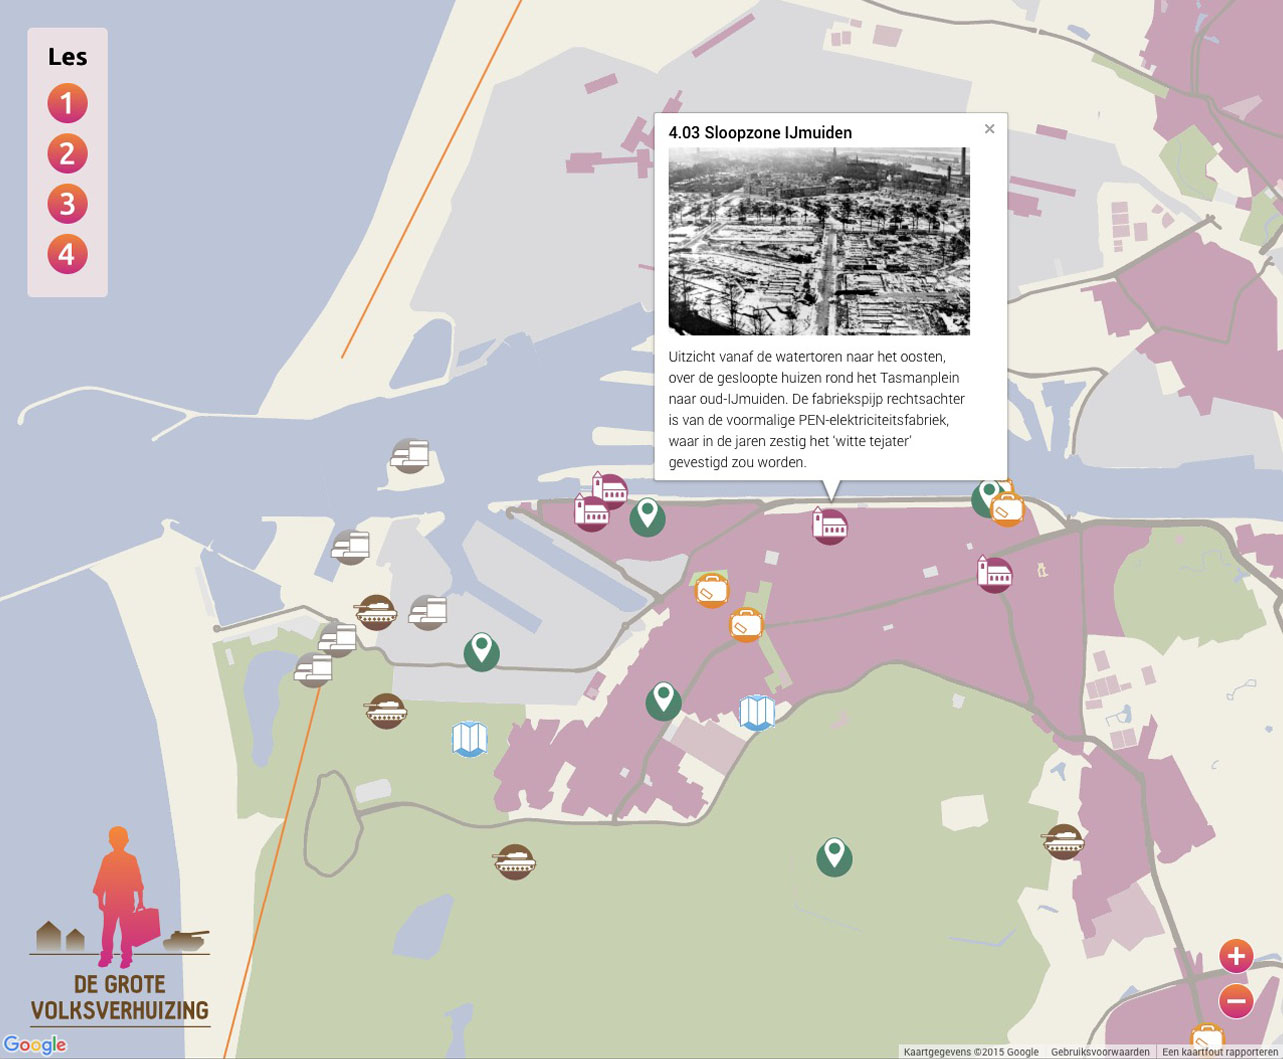 Les
1
2
3
4
4.03 Sloopzone IJmuiden
×
Uitzicht vanaf de watertoren naar het oosten,
over de gesloopte huizen rond het Tasmanplein
naar oud-IJmuiden. De fabriekspijp rechtsachter
is van de voormalige PEN-elektriciteitsfabriek,
waar in de jaren zestig het ‘witte tejater’
gevestigd zou worden.
DE GROTE
VOLKSVERHUIZING
+
−
Google
Kaartgegevens ©2015 Google Gebruiksvoorwaarden Een kaartfout rapporteren